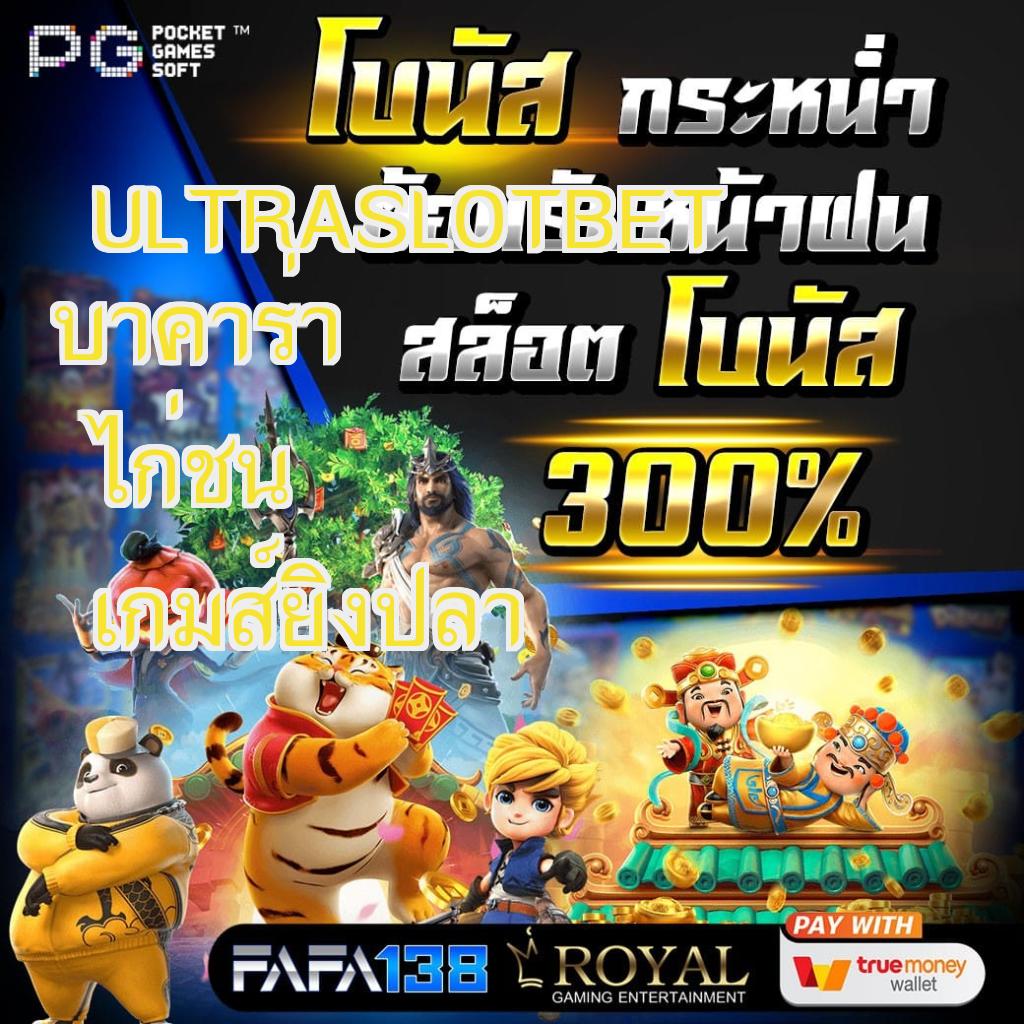 PG POCKET GAMES SOFT ™
โบนัส กระหน่ำ
ULTRASLOTBET
หน้าฝน
บาคาร่า
สล็อต โบนัส
ไก่ชน
300%
เกมส์ยิงปลา
FAFA138
ROYAL
GAMING ENTERTAINMENT
PAY WITH
truemoney
wallet